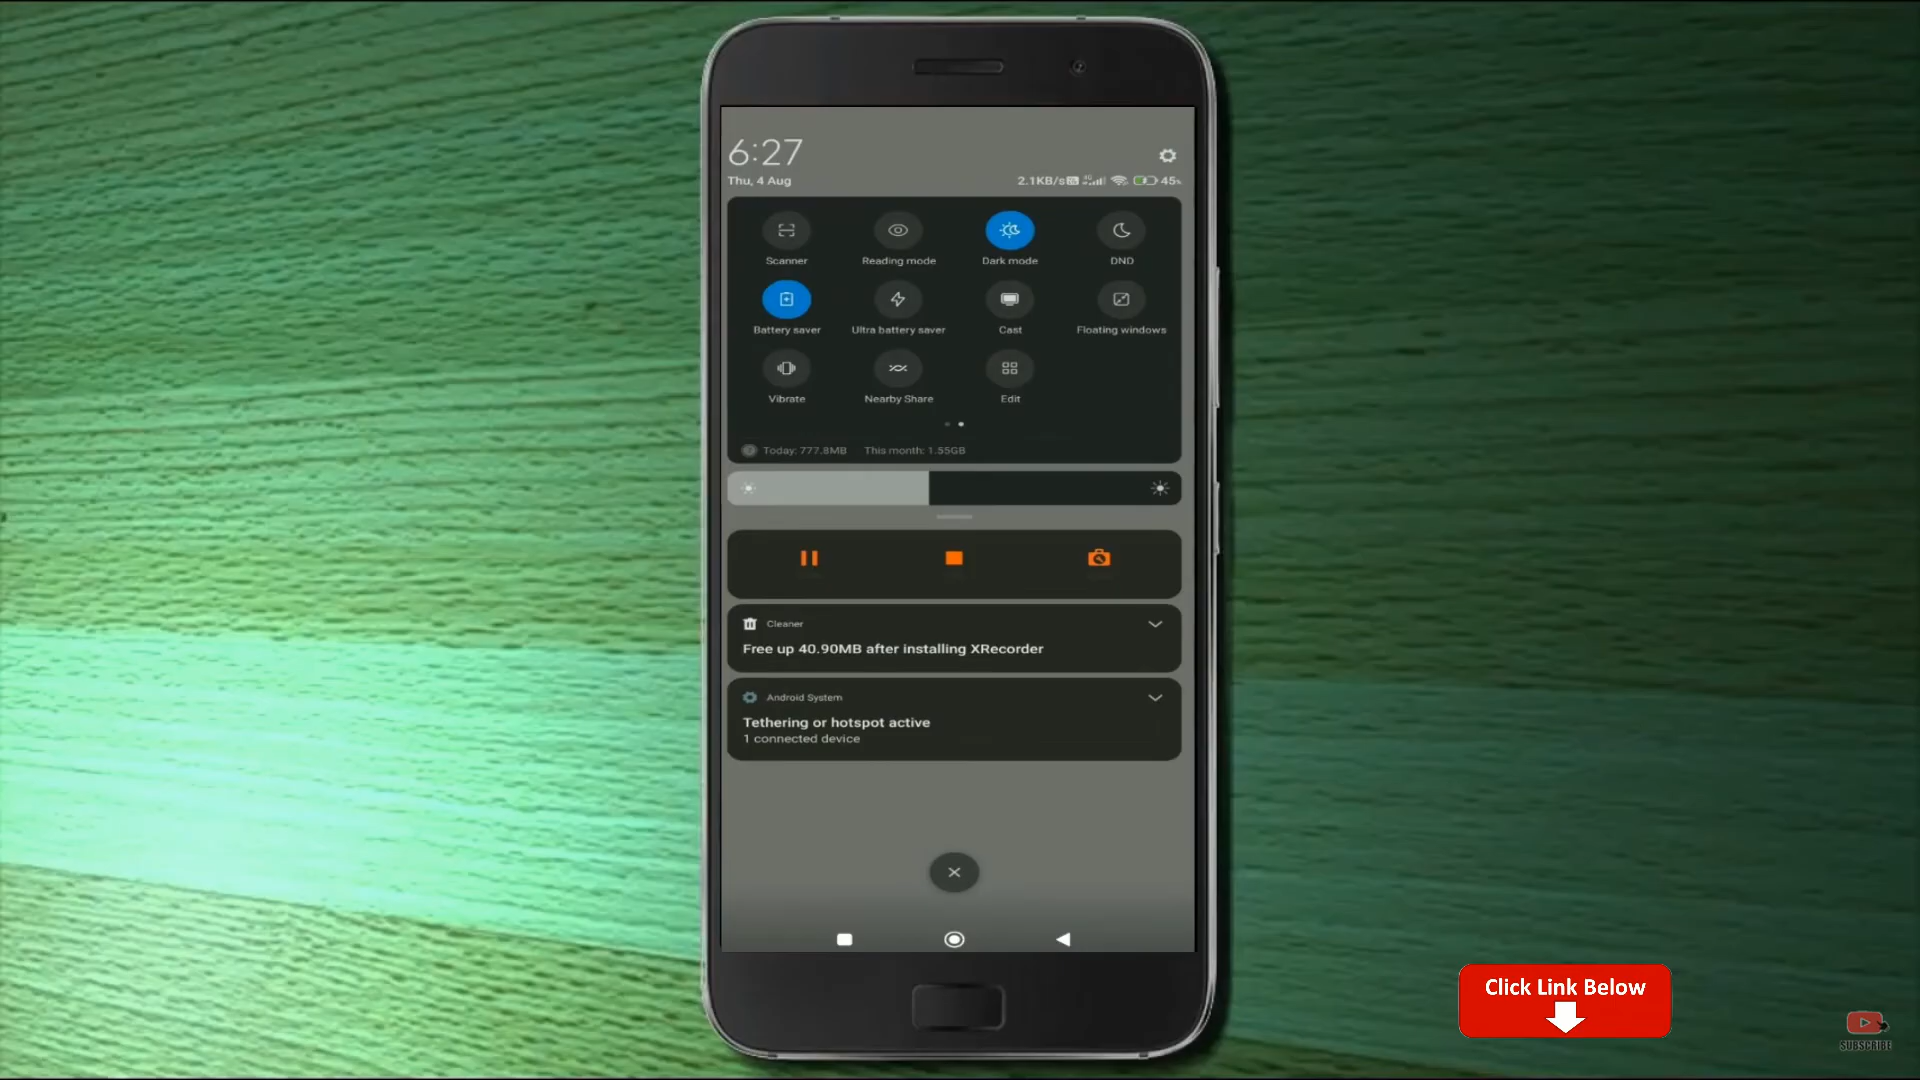 6:27
Thu, 4 Aug
2.1KB/s 4G 45%
Scanner Reading mode Dark mode DND
Battery saver Ultra battery saver Cast Floating windows
Vibrate Nearby Share Edit
Today: 777.8MB This month: 1.55GB
Cleaner
Free up 40.90MB after installing XRecorder
Android System
Tethering or hotspot active
1 connected device
Click Link Below
SUBSCRIBE